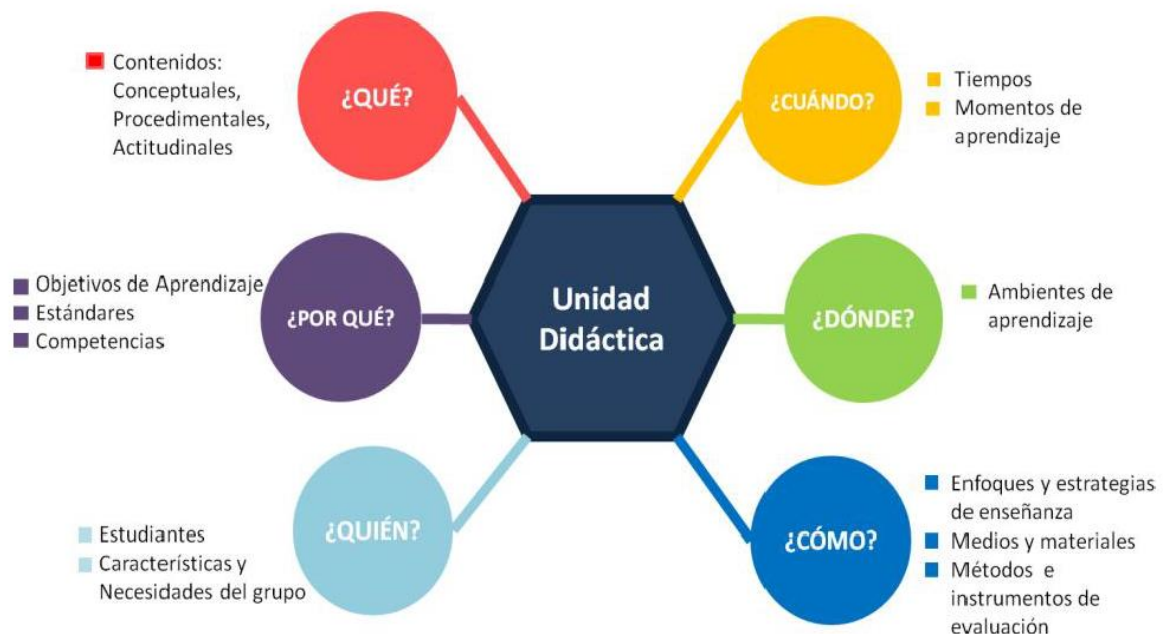 ¿QUÉ?
Contenidos:
Conceptuales,
Procedimentales,
Actitudinales
¿CUÁNDO?
Tiempos
Momentos de
aprendizaje
¿POR QUÉ?
Objetivos de Aprendizaje
Estándares
Competencias
Unidad
Didáctica
¿DÓNDE?
Ambientes de
aprendizaje
¿QUIÉN?
Estudiantes
Características y
Necesidades del grupo
¿CÓMO?
Enfoques y estrategias
de enseñanza
Medios y materiales
Métodos e
instrumentos de
evaluación